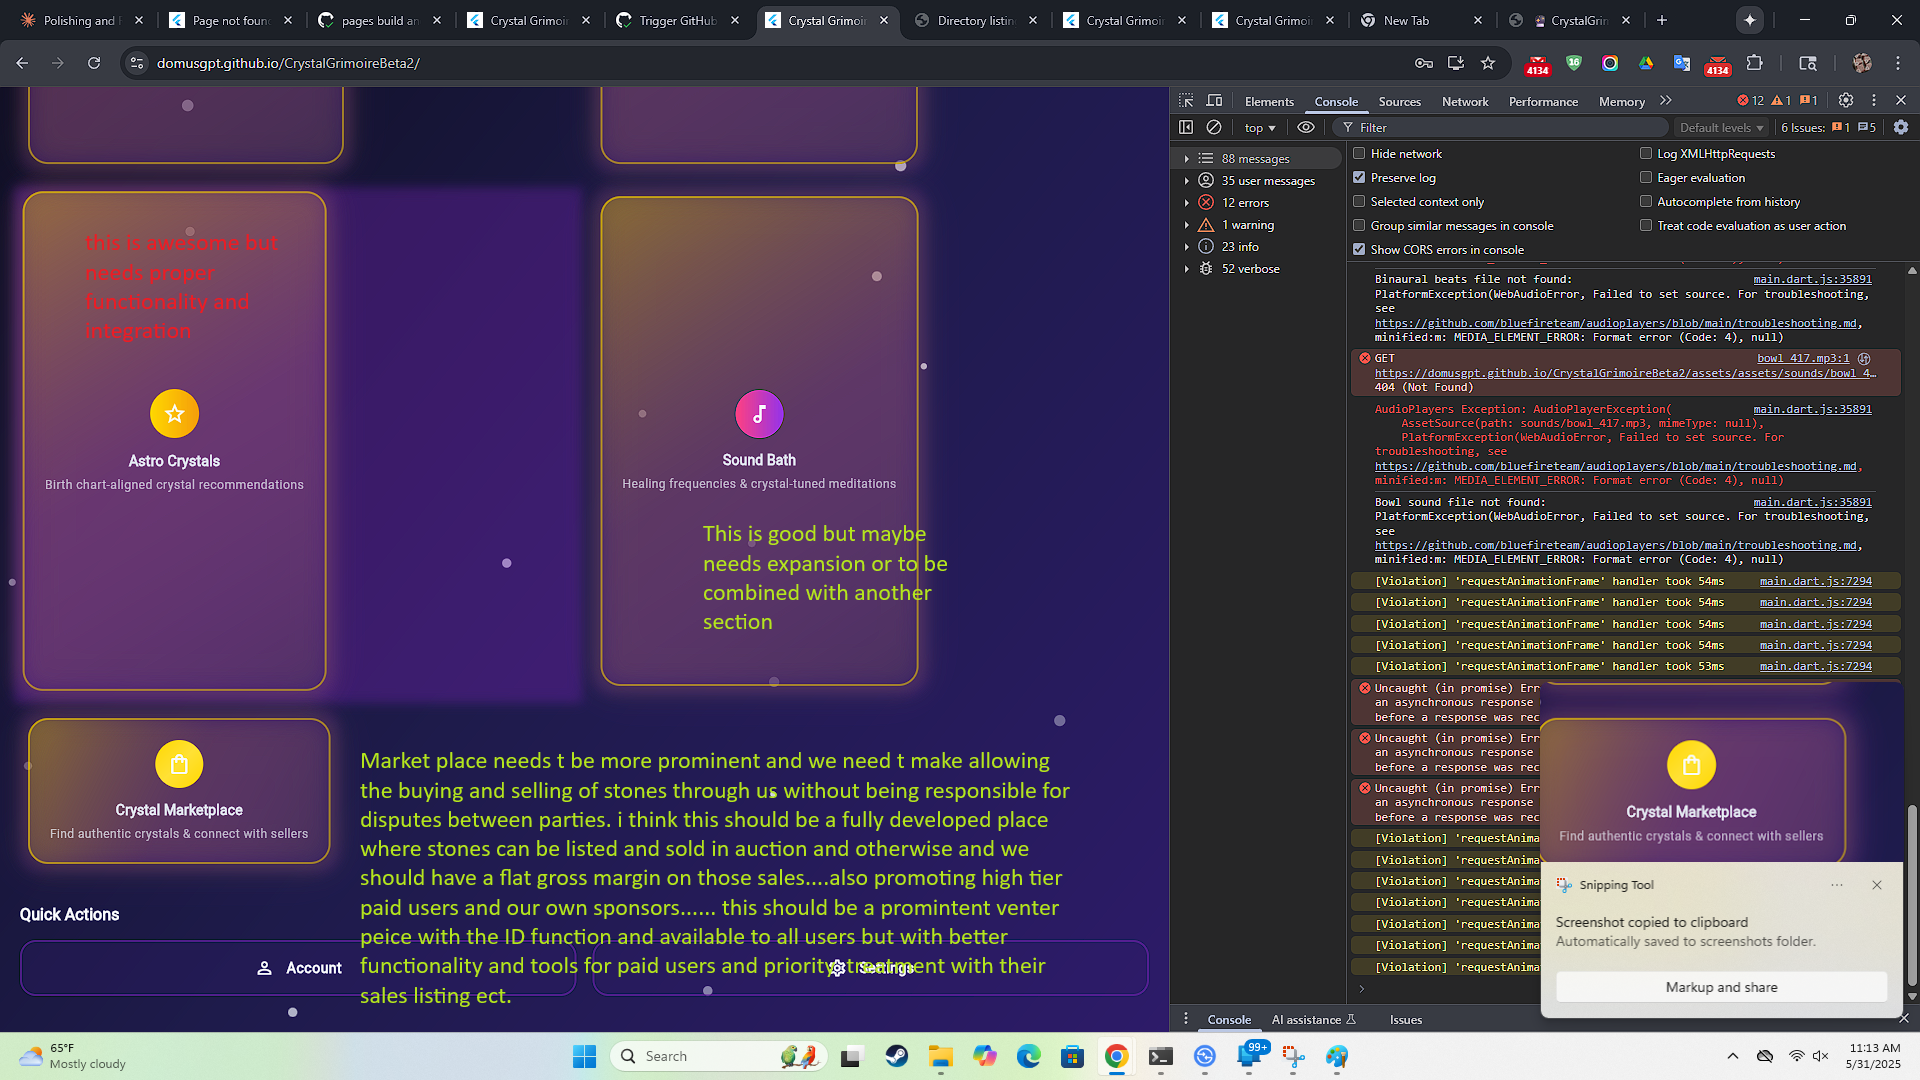 Polishing and F
Page not foun
pages build an
Crystal Grimoir
Trigger GitHub
Crystal Grimoir
Directory listin
Crystal Grimoir
Crystal Grimoir
New Tab
CrystalGrim
domusgpt.github.io/CrystalGrimoireBeta2/
4134
16
4134
this is awesome but
needs proper
functionality and
integration
Astro Crystals
Birth chart-aligned crystal recommendations
Sound Bath
Healing frequencies & crystal-tuned meditations
This is good but maybe
needs expansion or to be
combined with another
section
Crystal Marketplace
Find authentic crystals & connect with sellers
Market place needs t be more prominent and we need t make allowing
the buying and selling of stones through us without being responsible for
disputes between parties. i think this should be a fully developed place
where stones can be listed and sold in auction and otherwise and we
should have a flat gross margin on those sales....also promoting high tier
paid users and our own sponsors...... this should be a promintent venter
peice with the ID function and available to all users but with better
functionality and tools for paid users and priority treatment with their
sales listing ect.
Quick Actions
Account
Settings
Elements
Console
Sources
Network
Performance
Memory
12
1
1
top
Filter
Default levels
6 Issues:
1
5
88 messages
35 user messages
12 errors
1 warning
23 info
52 verbose
Hide network
Log XMLHttpRequests
Preserve log
Eager evaluation
Selected context only
Autocomplete from history
Group similar messages in console
Treat code evaluation as user action
Show CORS errors in console
Binaural beats file not found: main.dart.js:35891
PlatformException(WebAudioError, Failed to set source. For troubleshooting,
see
https://github.com/bluefireteam/audioplayers/blob/main/troubleshooting.md,
minified:m: MEDIA_ELEMENT_ERROR: Format error (Code: 4), null)
GET bowl_417.mp3:1
https://domusgpt.github.io/CrystalGrimoireBeta2/assets/assets/sounds/bowl_4…
404 (Not Found)
AudioPlayers Exception: AudioPlayerException( main.dart.js:35891
AssetSource(path: sounds/bowl_417.mp3, mimeType: null),
PlatformException(WebAudioError, Failed to set source. For
troubleshooting, see
https://github.com/bluefireteam/audioplayers/blob/main/troubleshooting.md,
minified:m: MEDIA_ELEMENT_ERROR: Format error (Code: 4), null)
Bowl sound file not found: main.dart.js:35891
PlatformException(WebAudioError, Failed to set source. For troubleshooting,
see
https://github.com/bluefireteam/audioplayers/blob/main/troubleshooting.md,
minified:m: MEDIA_ELEMENT_ERROR: Format error (Code: 4), null)
[Violation] 'requestAnimationFrame' handler took 54ms main.dart.js:7294
[Violation] 'requestAnimationFrame' handler took 54ms main.dart.js:7294
[Violation] 'requestAnimationFrame' handler took 54ms main.dart.js:7294
[Violation] 'requestAnimationFrame' handler took 54ms main.dart.js:7294
[Violation] 'requestAnimationFrame' handler took 53ms main.dart.js:7294
Uncaught (in promise) Err
an asynchronous response
before a response was rec
Uncaught (in promise) Err
an asynchronous response
before a response was rec
Uncaught (in promise) Err
an asynchronous response
before a response was rec
[Violation] 'requestAnima
[Violation] 'requestAnima
[Violation] 'requestAnima
[Violation] 'requestAnima
[Violation] 'requestAnima
[Violation] 'requestAnima
[Violation] 'requestAnima
Crystal Marketplace
Find authentic crystals & connect with sellers
Snipping Tool
Screenshot copied to clipboard
Automatically saved to screenshots folder.
Markup and share
Console
AI assistance
Issues
65°F
Mostly cloudy
Search
99+
11:13 AM
5/31/2025